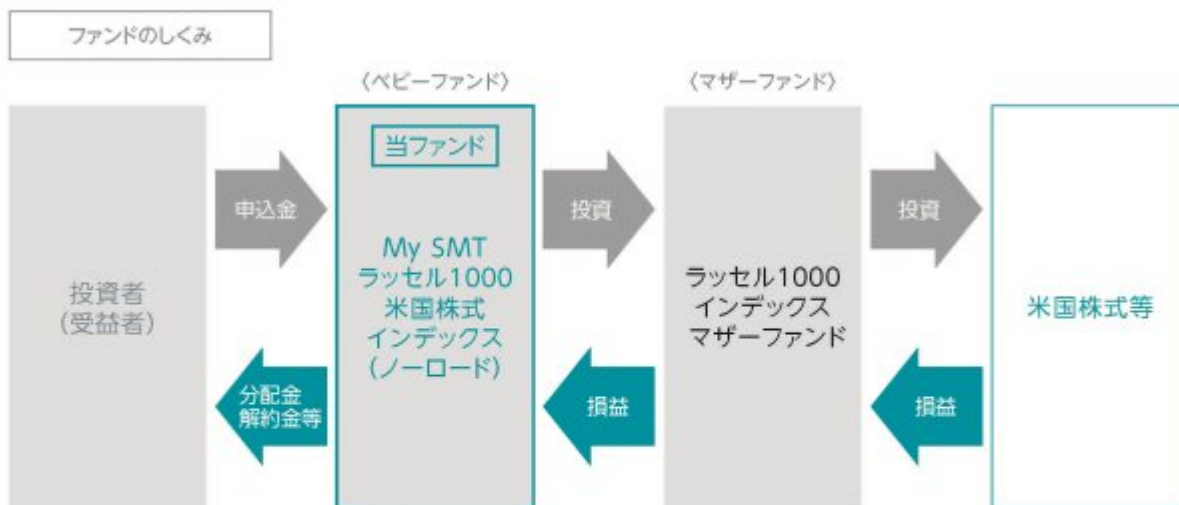 ファンドのしくみ
〈ベビーファンド〉
〈マザーファンド〉
投資者
(受益者)
申込金
分配金
解約金等
当ファンド
My SMT
ラッセル1000
米国株式
インデックス
(ノーロード)
投資
損益
ラッセル1000
インデックス
マザーファンド
投資
損益
米国株式等